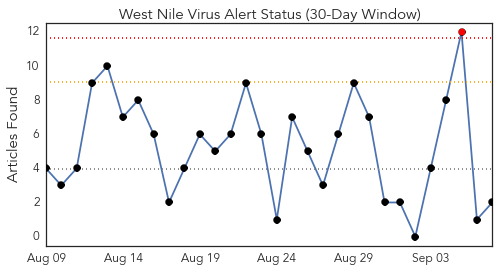 West Nile Virus Alert Status (30-Day Window)
12
10
8
6
4
2
0
Articles Found
Aug 09 Aug 14 Aug 19 Aug 24 Aug 29 Sep 03